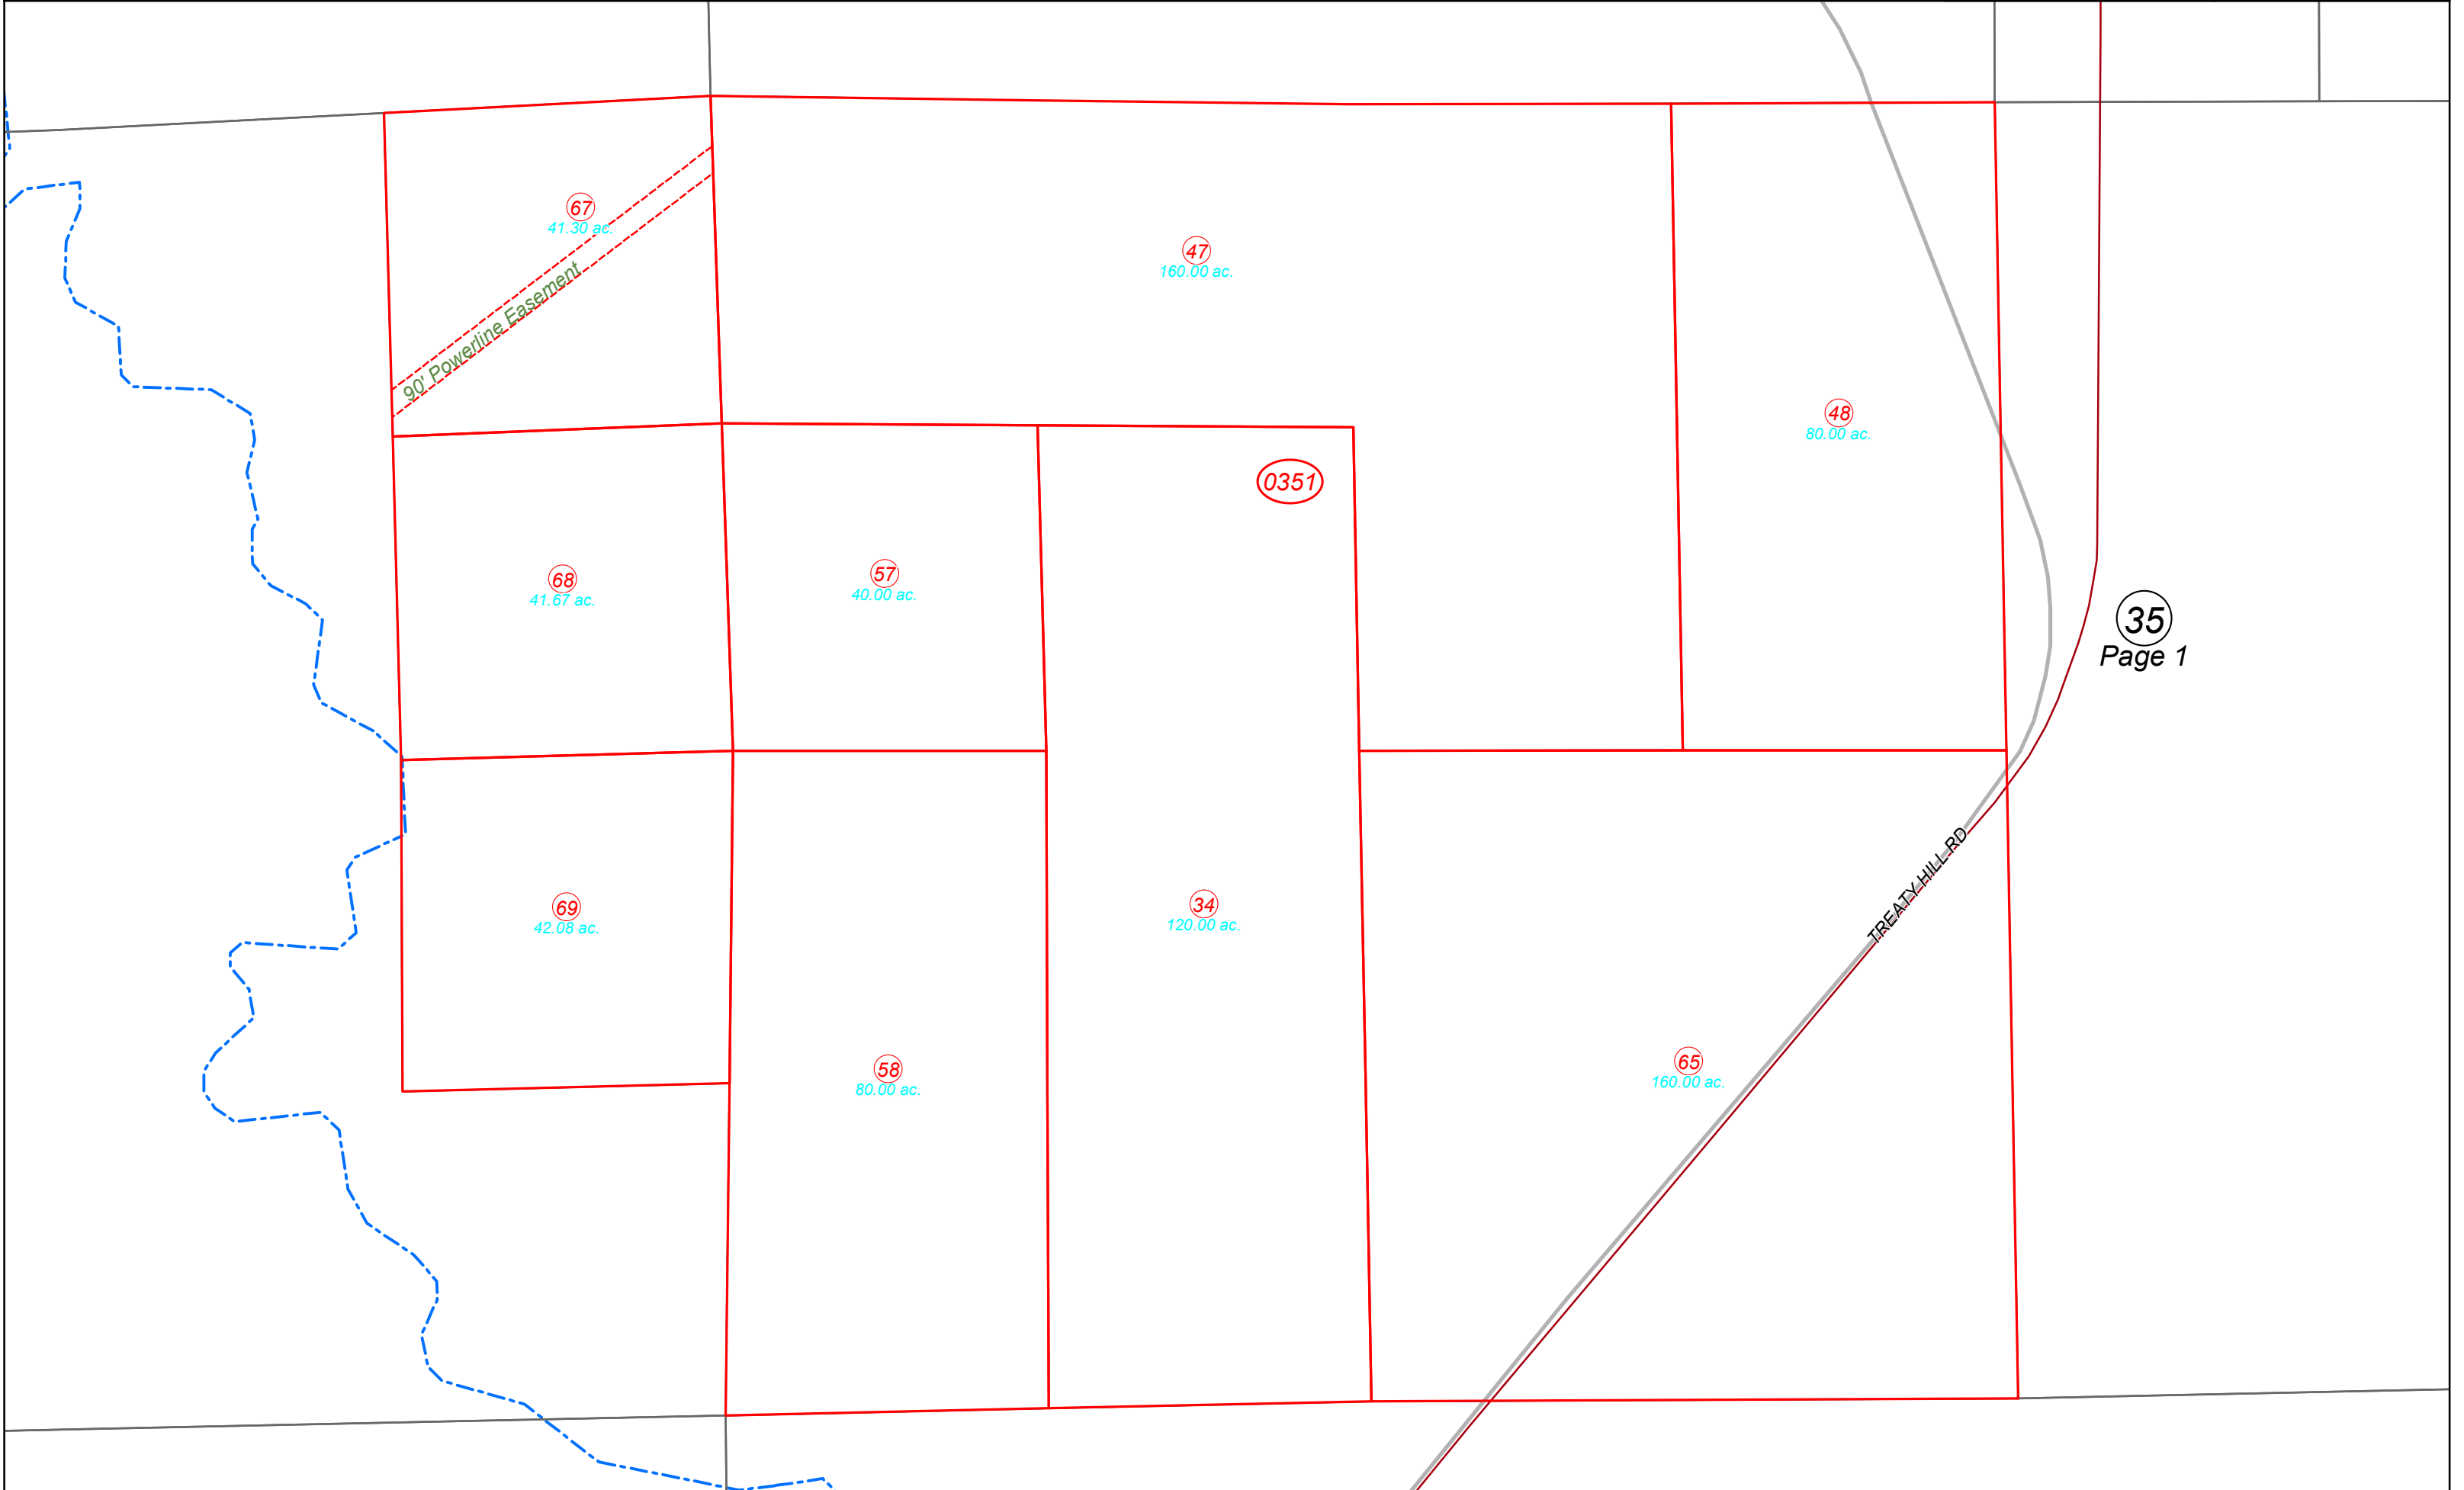 67
41.30 ac.
90' Powerline Easement
47
160.00 ac.
48
80.00 ac.
0351
68
41.67 ac.
57
40.00 ac.
35
Page 1
69
42.08 ac.
34
120.00 ac.
TREATY HILL RD
58
80.00 ac.
65
160.00 ac.